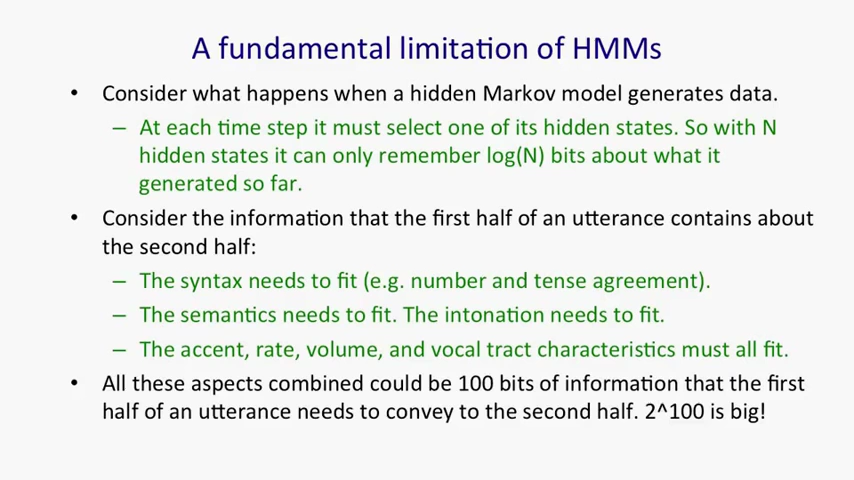 A fundamental limitation of HMMs
• Consider what happens when a hidden Markov model generates data.
– At each time step it must select one of its hidden states. So with N
hidden states it can only remember log(N) bits about what it
generated so far.
• Consider the information that the first half of an utterance contains about
the second half:
– The syntax needs to fit (e.g. number and tense agreement).
– The semantics needs to fit. The intonation needs to fit.
– The accent, rate, volume, and vocal tract characteristics must all fit.
• All these aspects combined could be 100 bits of information that the first
half of an utterance needs to convey to the second half. 2^100 is big!